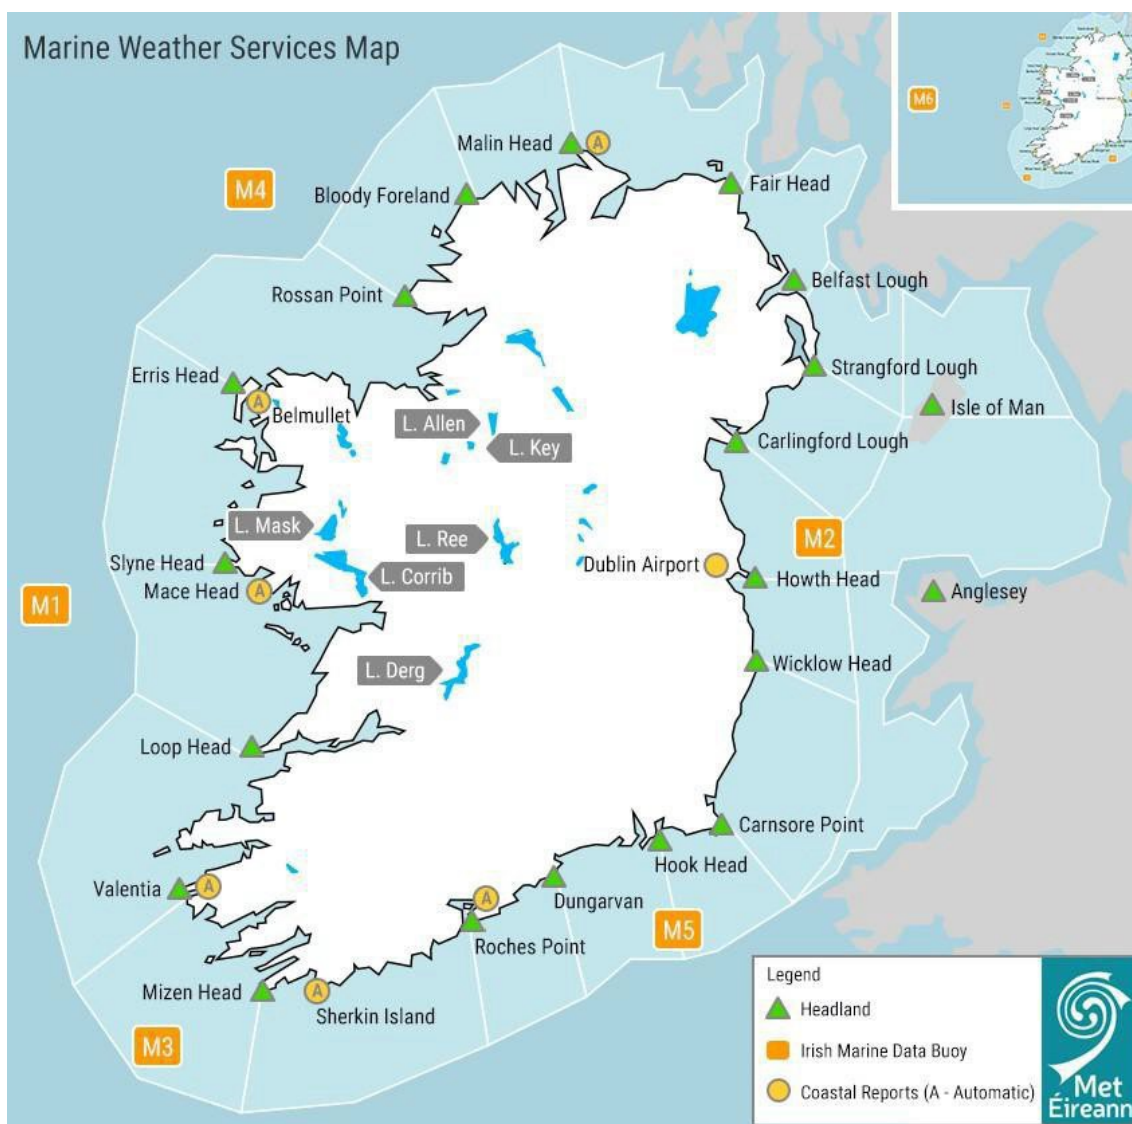 Marine Weather Services Map
M6
Malin Head
A
M4
Bloody Foreland
Fair Head
Rossan Point
Belfast Lough
Erris Head
A
Belmullet
Strangford Lough
Isle of Man
L. Allen
L. Key
Carlingford Lough
L. Mask
L. Ree
M2
Slyne Head
Dublin Airport
L. Corrib
Howth Head
Mace Head
A
Anglesey
M1
L. Derg
Wicklow Head
Loop Head
Carnsore Point
Hook Head
Valentia
A
Dungarvan
A
Roches Point
M5
Mizen Head
A
Sherkin Island
M3
Legend
Headland
Irish Marine Data Buoy
Coastal Reports (A - Automatic)
Met
Éireann